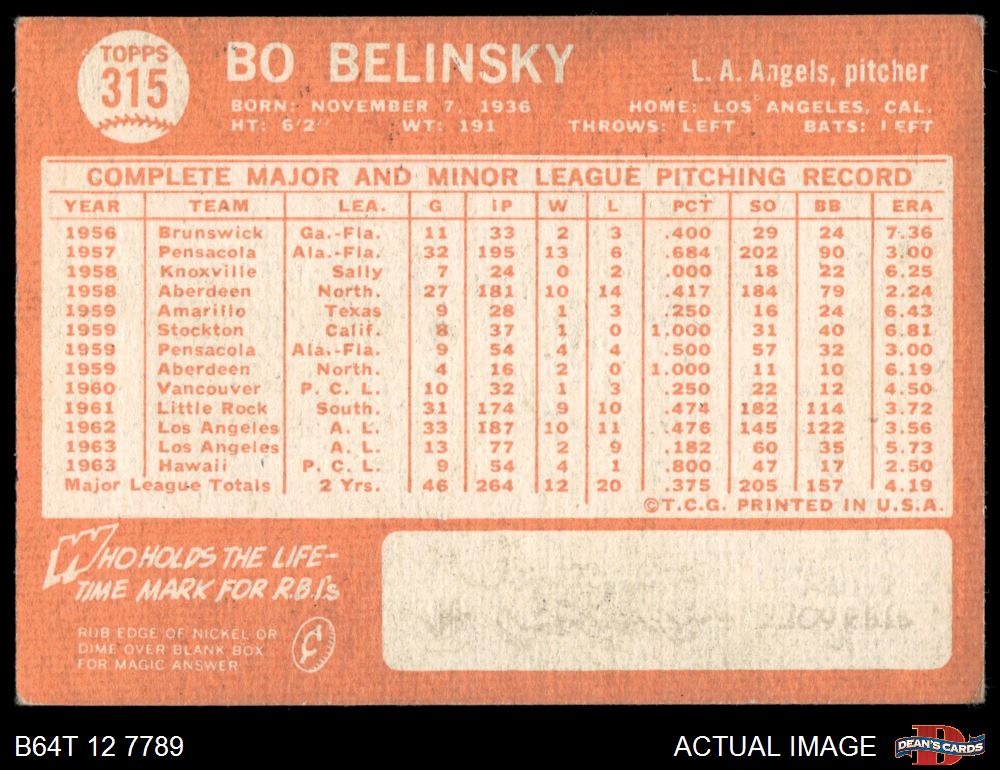 TOPPS
315
BO BELINSKY
L. A. Angels, pitcher
BORN: NOVEMBER 7, 1936 HOME: LOS ANGELES, CAL.
HT: 6'2" WT: 191 THROWS: LEFT BATS: LEFT
COMPLETE MAJOR AND MINOR LEAGUE PITCHING RECORD
YEAR TEAM LEA. G IP W L PCT SO BB ERA
1956 Brunswick Ga.-Fla. 11 33 2 3 .400 29 24 7.36
1957 Pensacola Ala.-Fla. 32 195 13 6 .684 202 90 3.00
1958 Knoxville Sally 7 24 0 2 .000 18 22 6.25
1958 Aberdeen North. 27 181 10 14 .417 184 79 2.24
1959 Amarillo Texas 9 28 1 3 .250 16 24 6.43
1959 Stockton Calif. 8 37 1 0 1.000 31 40 6.81
1959 Pensacola Ala.-Fla. 9 54 4 4 .500 57 32 3.00
1959 Aberdeen North. 4 16 2 0 1.000 11 10 6.19
1960 Vancouver P. C. L. 10 32 1 3 .250 22 12 4.50
1961 Little Rock South. 31 174 9 10 .474 182 114 3.72
1962 Los Angeles A. L. 33 187 10 11 .476 145 122 3.56
1963 Los Angeles A. L. 13 77 2 9 .182 60 35 5.73
1963 Hawaii P. C. L. 9 54 4 1 .800 47 17 2.50
Major League Totals 2 Yrs. 46 264 12 20 .375 205 157 4.19
©T.C.G. PRINTED IN U.S.A.
WHO HOLDS THE LIFE-
TIME MARK FOR R.B.I's
RUB EDGE OF NICKEL OR
DIME OVER BLANK BOX
FOR MAGIC ANSWER
B64T 12 7789
ACTUAL IMAGE
D
DEAN'S CARDS